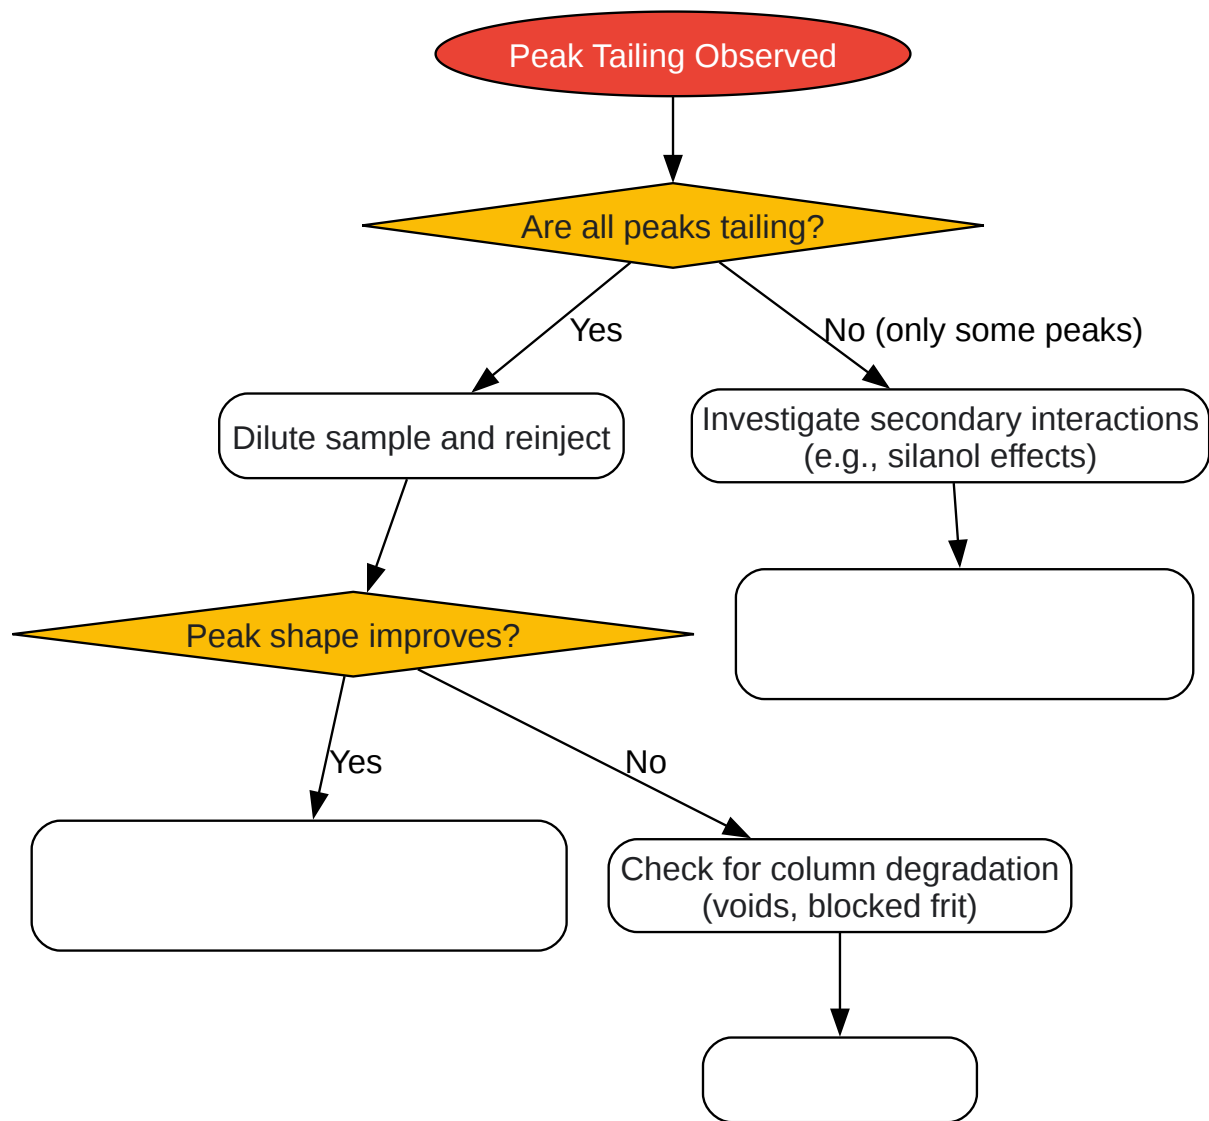 Peak Tailing Observed
Are all peaks tailing?
Yes
No (only some peaks)
Dilute sample and reinject
Investigate secondary interactions
(e.g., silanol effects)
Peak shape improves?
Yes
No
Check for column degradation
(voids, blocked frit)